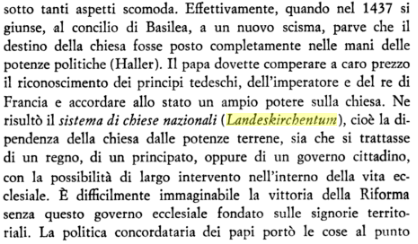 sotto tanti aspetti scomoda. Effettivamente, quando nel 1437 si
giunse, al concilio di Basilea, a un nuovo scisma, parve che il
destino della chiesa fosse posto completamente nelle mani delle
potenze politiche (Haller). Il papa dovette comperare a caro prezzo
il riconoscimento dei principi tedeschi, dell'imperatore e del re di
Francia e accordare allo stato un ampio potere sulla chiesa. Ne
risultò il sistema di chiese nazionali (Landeskirchentum), cioè la di-
pendenza della chiesa dalle potenze terrene, sia che si trattasse
di un regno, di un principato, oppure di un governo cittadino,
con la possibilità di largo intervento nell'interno della vita ec-
clesiale. È difficilmente immaginabile la vittoria della Riforma
senza questo governo ecclesiale fondato sulle signorie territo-
riali. La politica concordataria dei papi portò le cose al punto